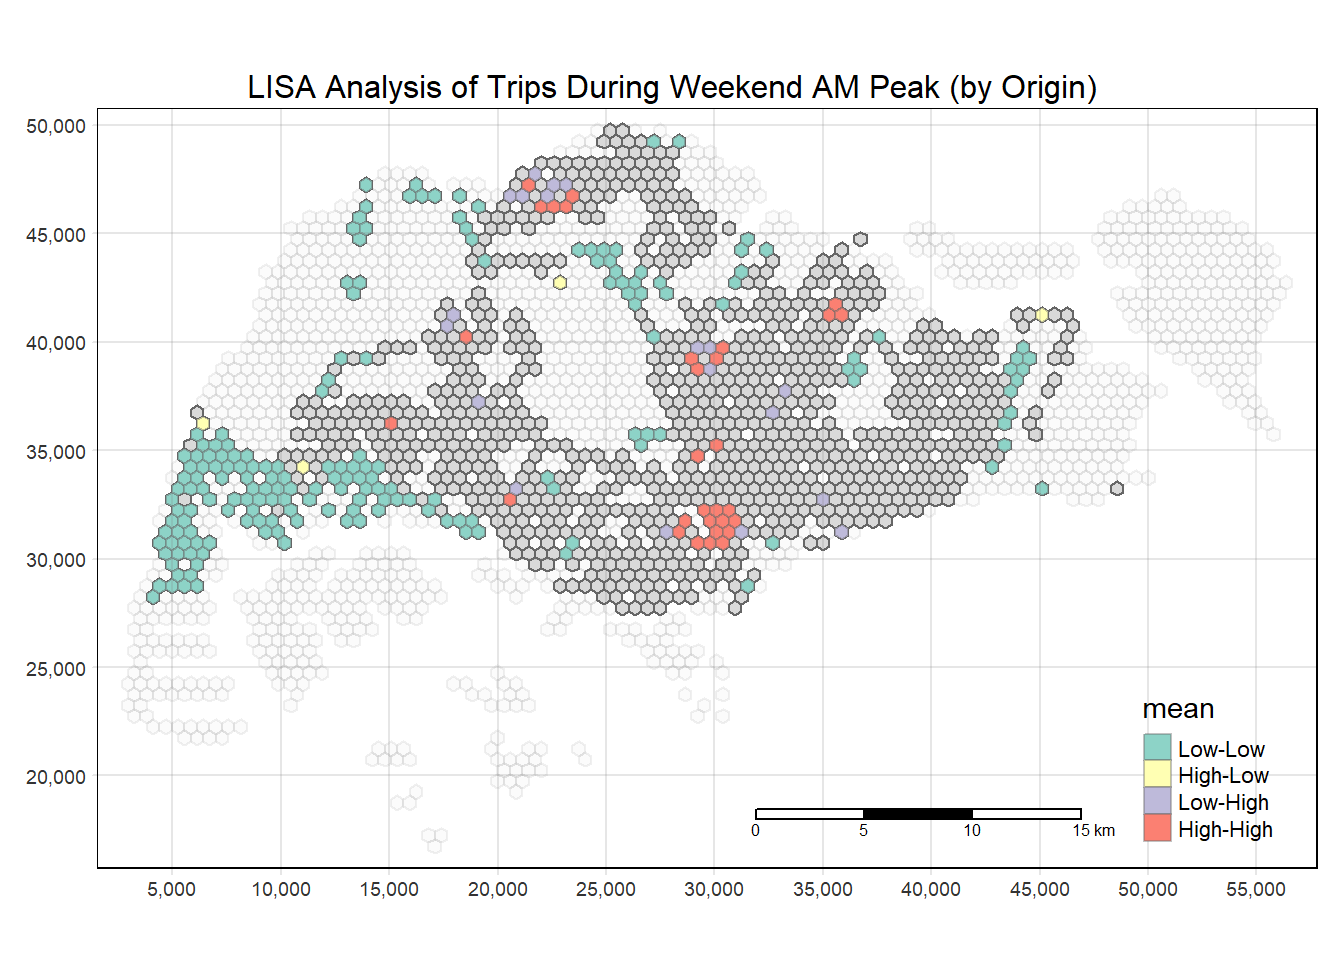 LISA Analysis of Trips During Weekend AM Peak (by Origin)
50,000
45,000
40,000
35,000
30,000
25,000
20,000
mean
Low-Low
High-Low
Low-High
High-High
0 5 10 15 km
5,000 10,000 15,000 20,000 25,000 30,000 35,000 40,000 45,000 50,000 55,000